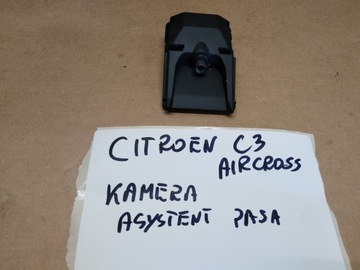 CITROEN C3
AIRCROSS
KAMERA
ASYSTENT PASA